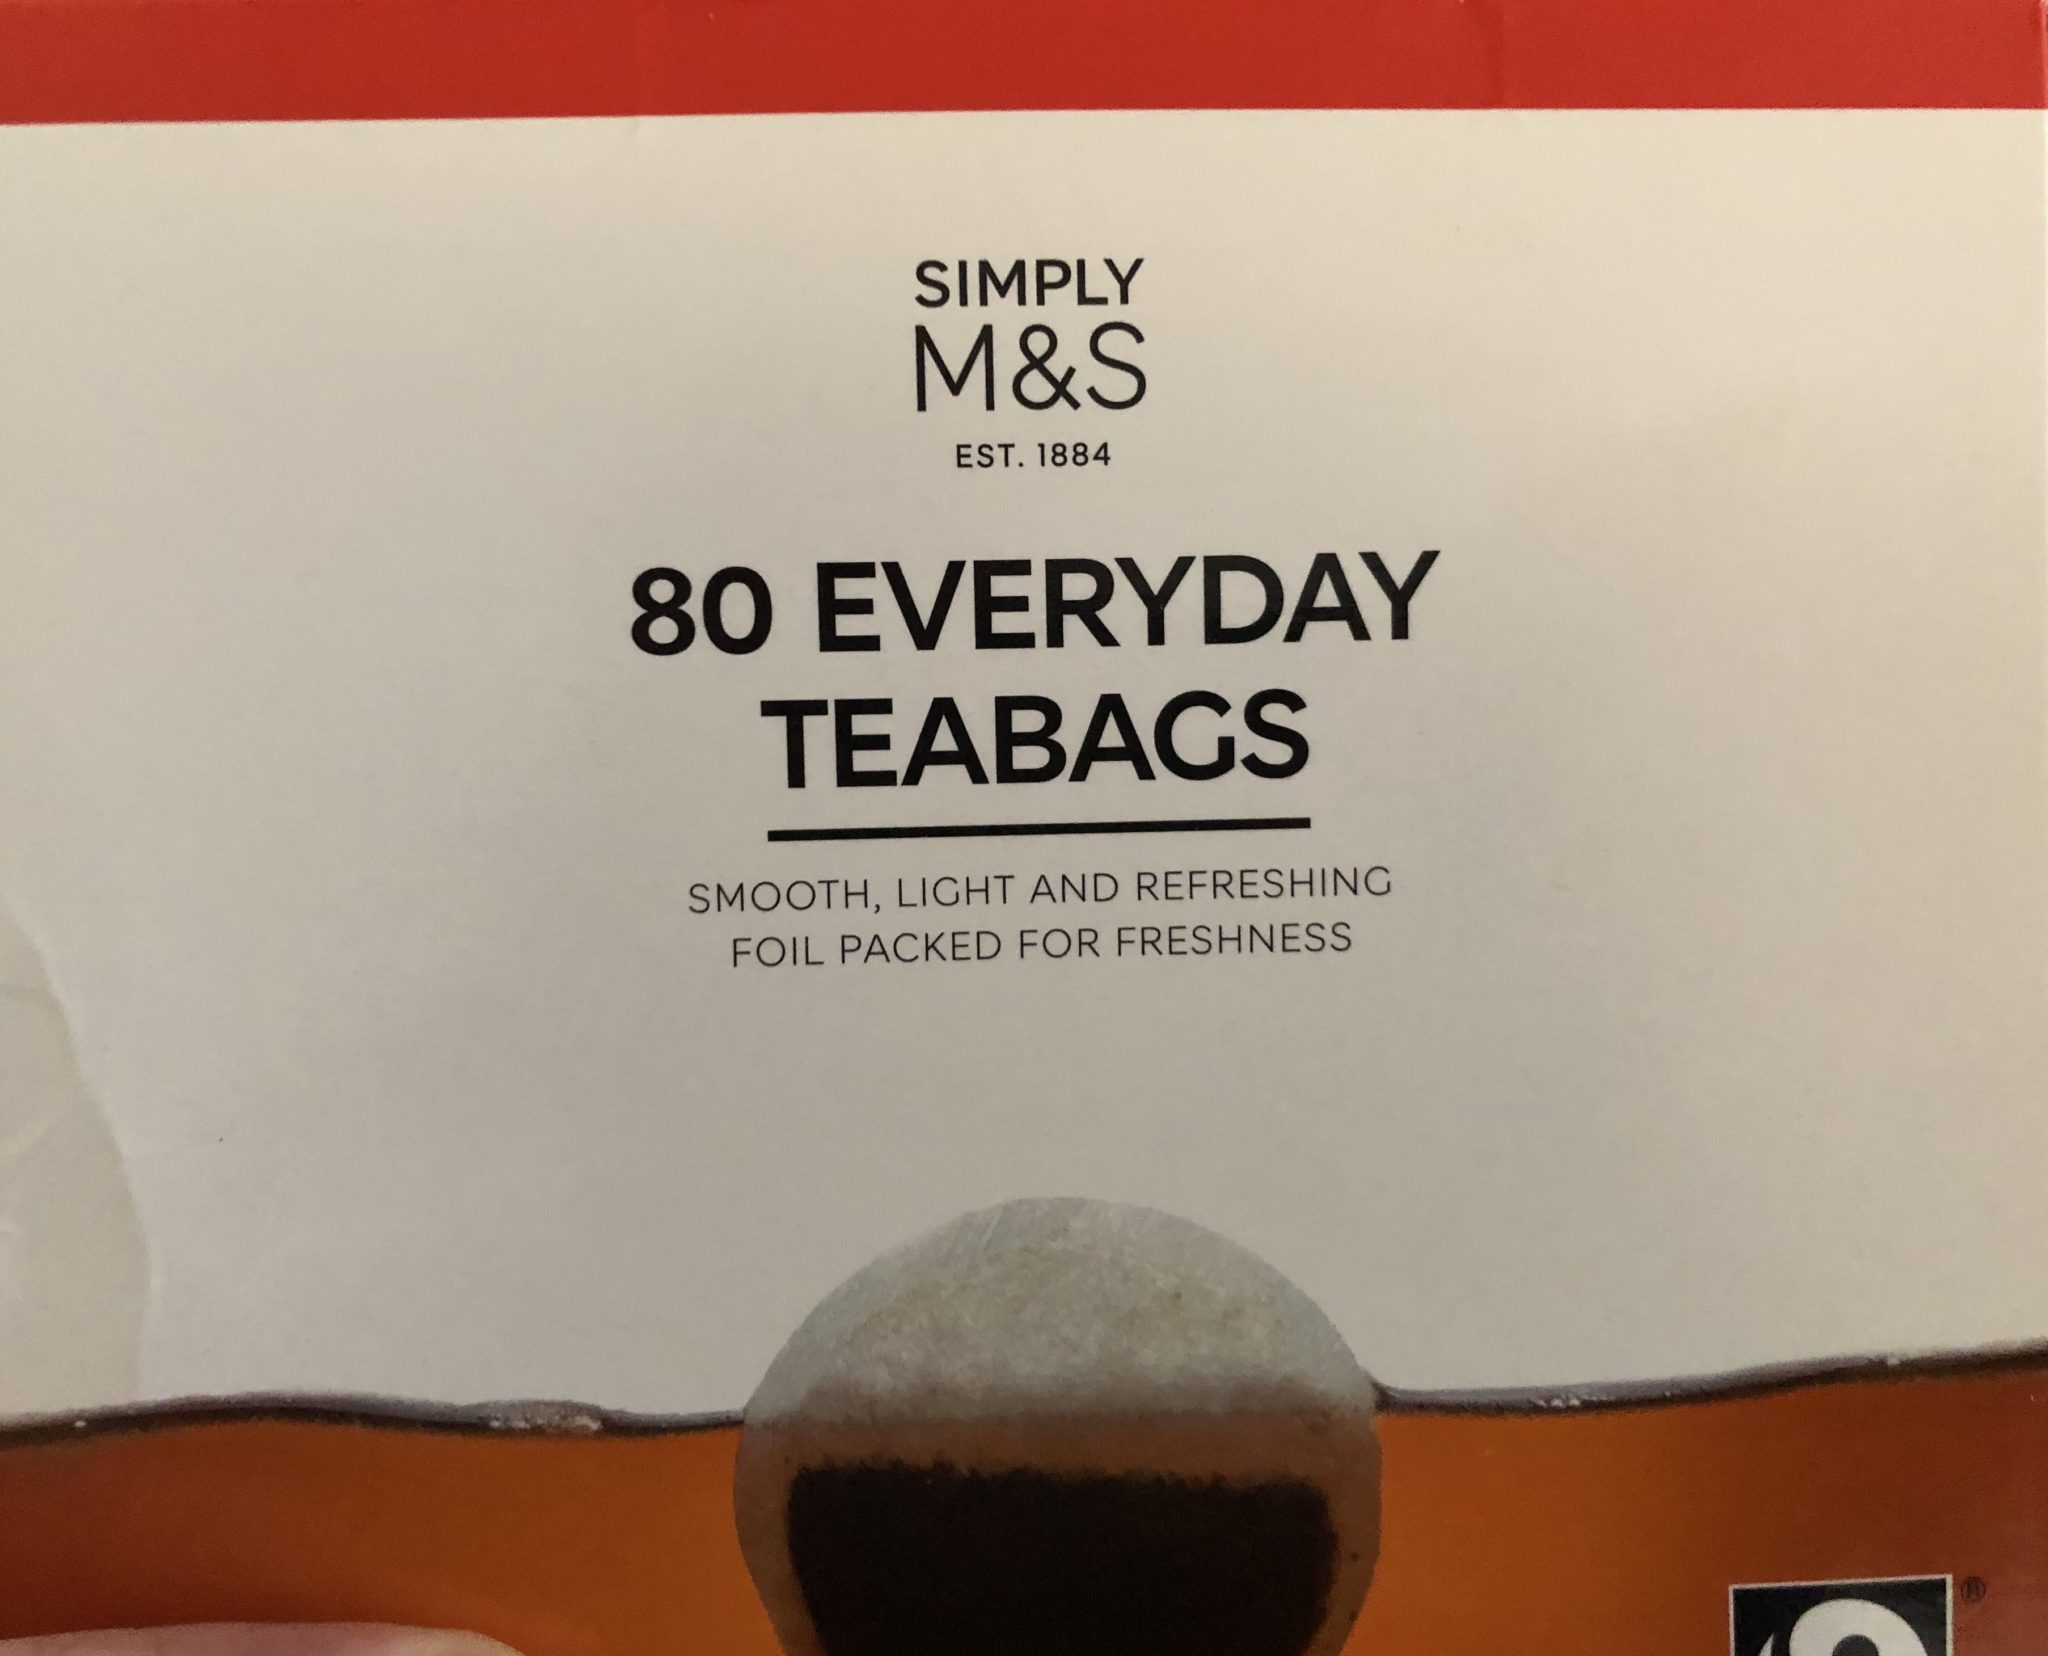 SIMPLY
M&S
EST. 1884
80 EVERYDAY
TEABAGS
SMOOTH, LIGHT AND REFRESHING
FOIL PACKED FOR FRESHNESS
®